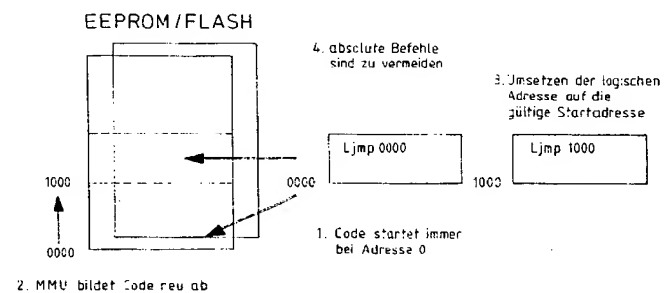 EEPROM/FLASH
4. absolute Befehle
sind zu vermeiden
3. Umsetzen der logischen
Adresse auf die
gültige Startadresse
Ljmp 0000
Ljmp 1000
1000
0000
1000
0000
1. Code startet immer
bei Adresse 0
2. MMU bildet Code neu ab